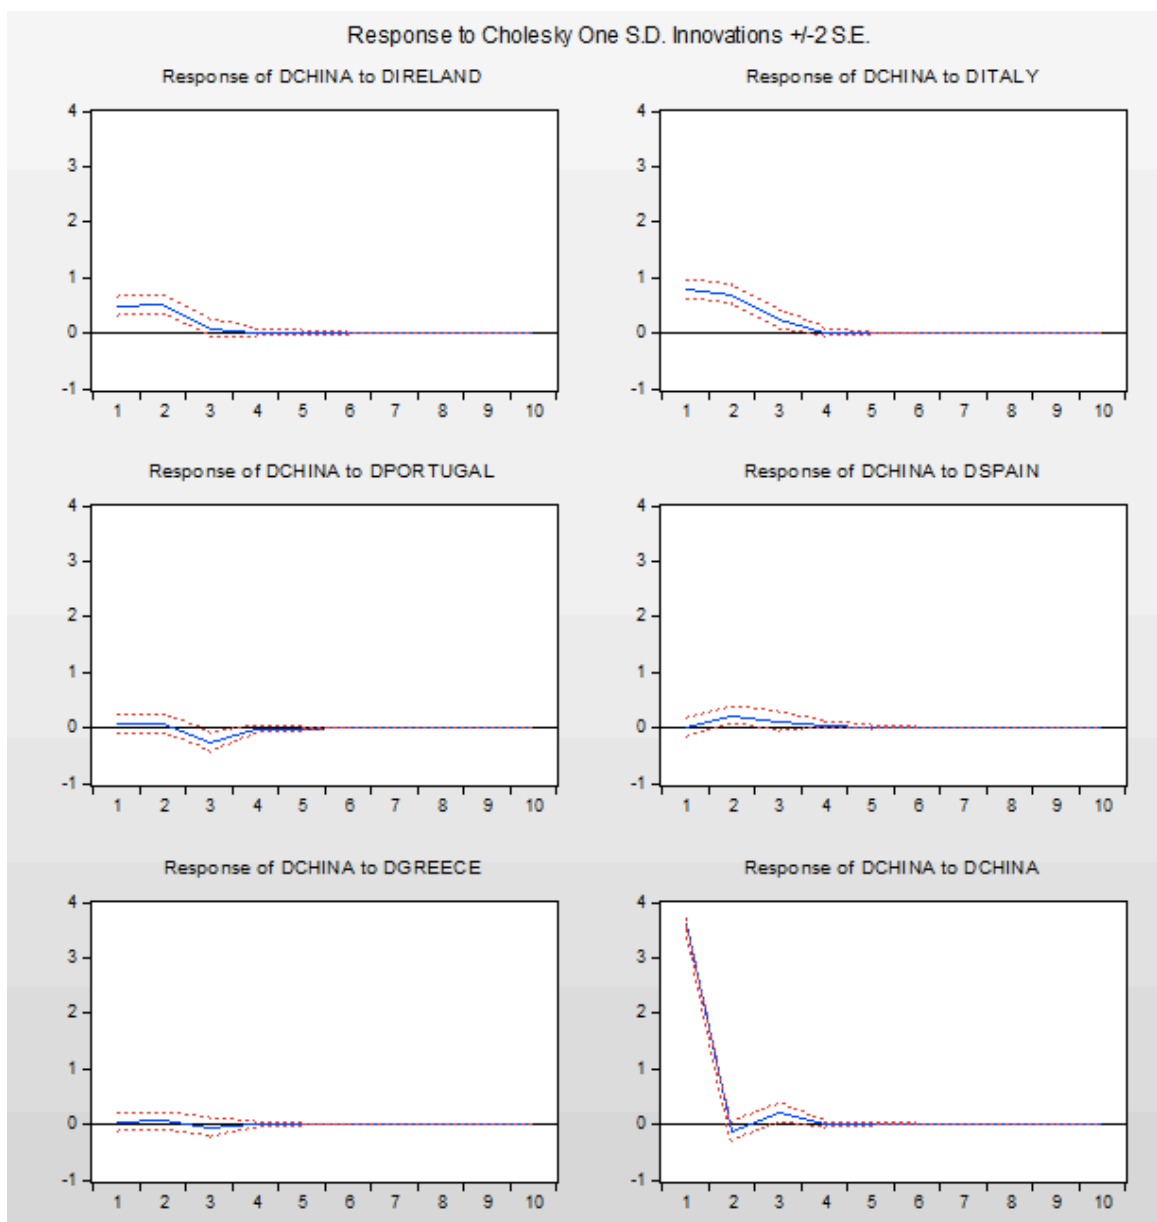 Response to Cholesky One S.D. Innovations +/-2 S.E.
Response of DCHINA to DIRELAND
4
3
2
1
0
-1
1 2 3 4 5 6 7 8 9 10
Response of DCHINA to DITALY
4
3
2
1
0
-1
1 2 3 4 5 6 7 8 9 10
Response of DCHINA to DPORTUGAL
4
3
2
1
0
-1
1 2 3 4 5 6 7 8 9 10
Response of DCHINA to DSPAIN
4
3
2
1
0
-1
1 2 3 4 5 6 7 8 9 10
Response of DCHINA to DGREECE
4
3
2
1
0
-1
1 2 3 4 5 6 7 8 9 10
Response of DCHINA to DCHINA
4
3
2
1
0
-1
1 2 3 4 5 6 7 8 9 10